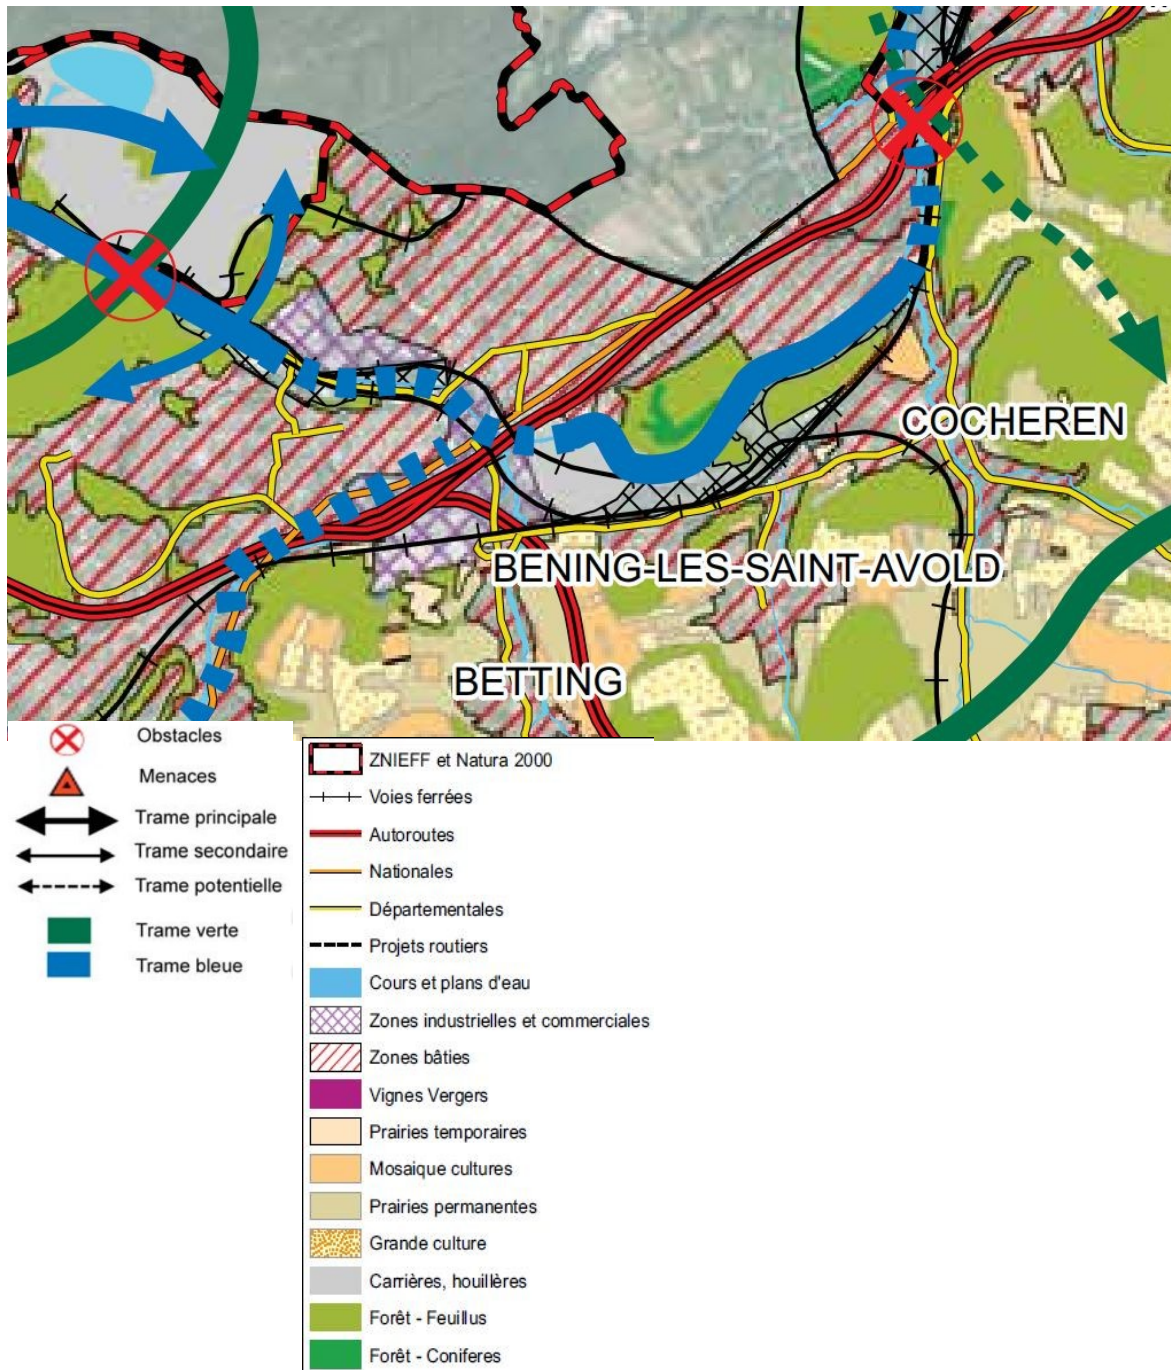 COCHEREN
BENING-LES-SAINT-AVOLD
BETTING
Obstacles
Menaces
Trame principale
Trame secondaire
Trame potentielle
Trame verte
Trame bleue
ZNIEFF et Natura 2000
Voies ferrées
Autoroutes
Nationales
Départementales
Projets routiers
Cours et plans d'eau
Zones industrielles et commerciales
Zones bâties
Vignes Vergers
Prairies temporaires
Mosaique cultures
Prairies permanentes
Grande culture
Carrières, houillères
Forêt - Feuillus
Forêt - Coniferes